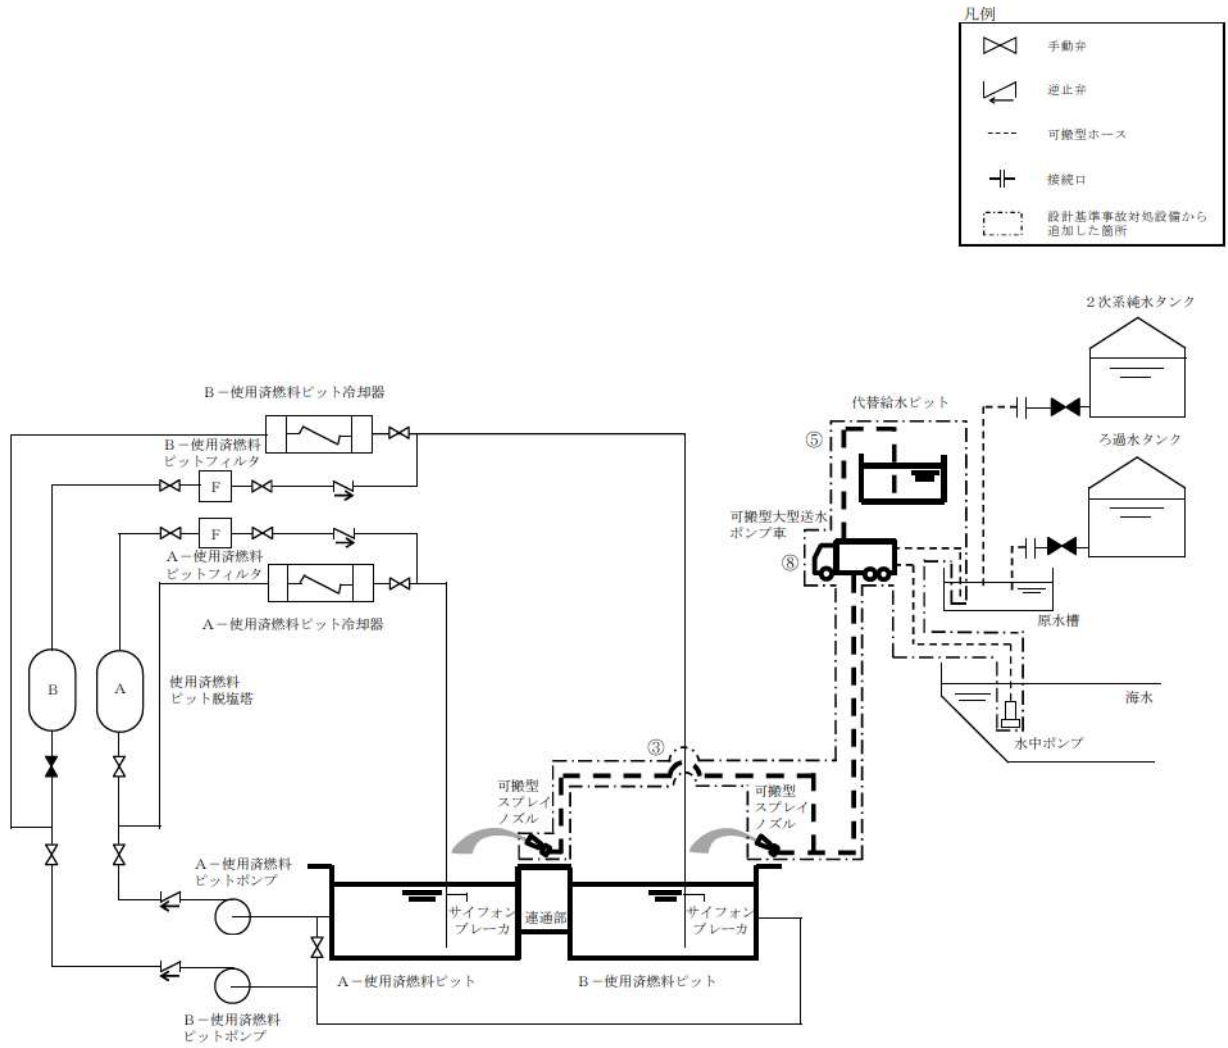 凡例
手動弁
逆止弁
可搬型ホース
接続口
設計基準事故対処設備から
追加した箇所
2次系純水タンク
代替給水ピット
⑤
ろ過水タンク
可搬型大型送水
ポンプ車
⑧
原水槽
海水
水中ポンプ
B－使用済燃料ピット冷却器
B－使用済燃料
ピットフィルタ
F
F
A－使用済燃料
ピットフィルタ
A－使用済燃料ピット冷却器
B
A
使用済燃料
ピット脱塩塔
③
可搬型
スプレイ
ノズル
可搬型
スプレイ
ノズル
A－使用済燃料
ピットポンプ
サイフォン
ブレーカ
連通部
サイフォン
ブレーカ
A－使用済燃料ピット
B－使用済燃料ピット
B－使用済燃料
ピットポンプ